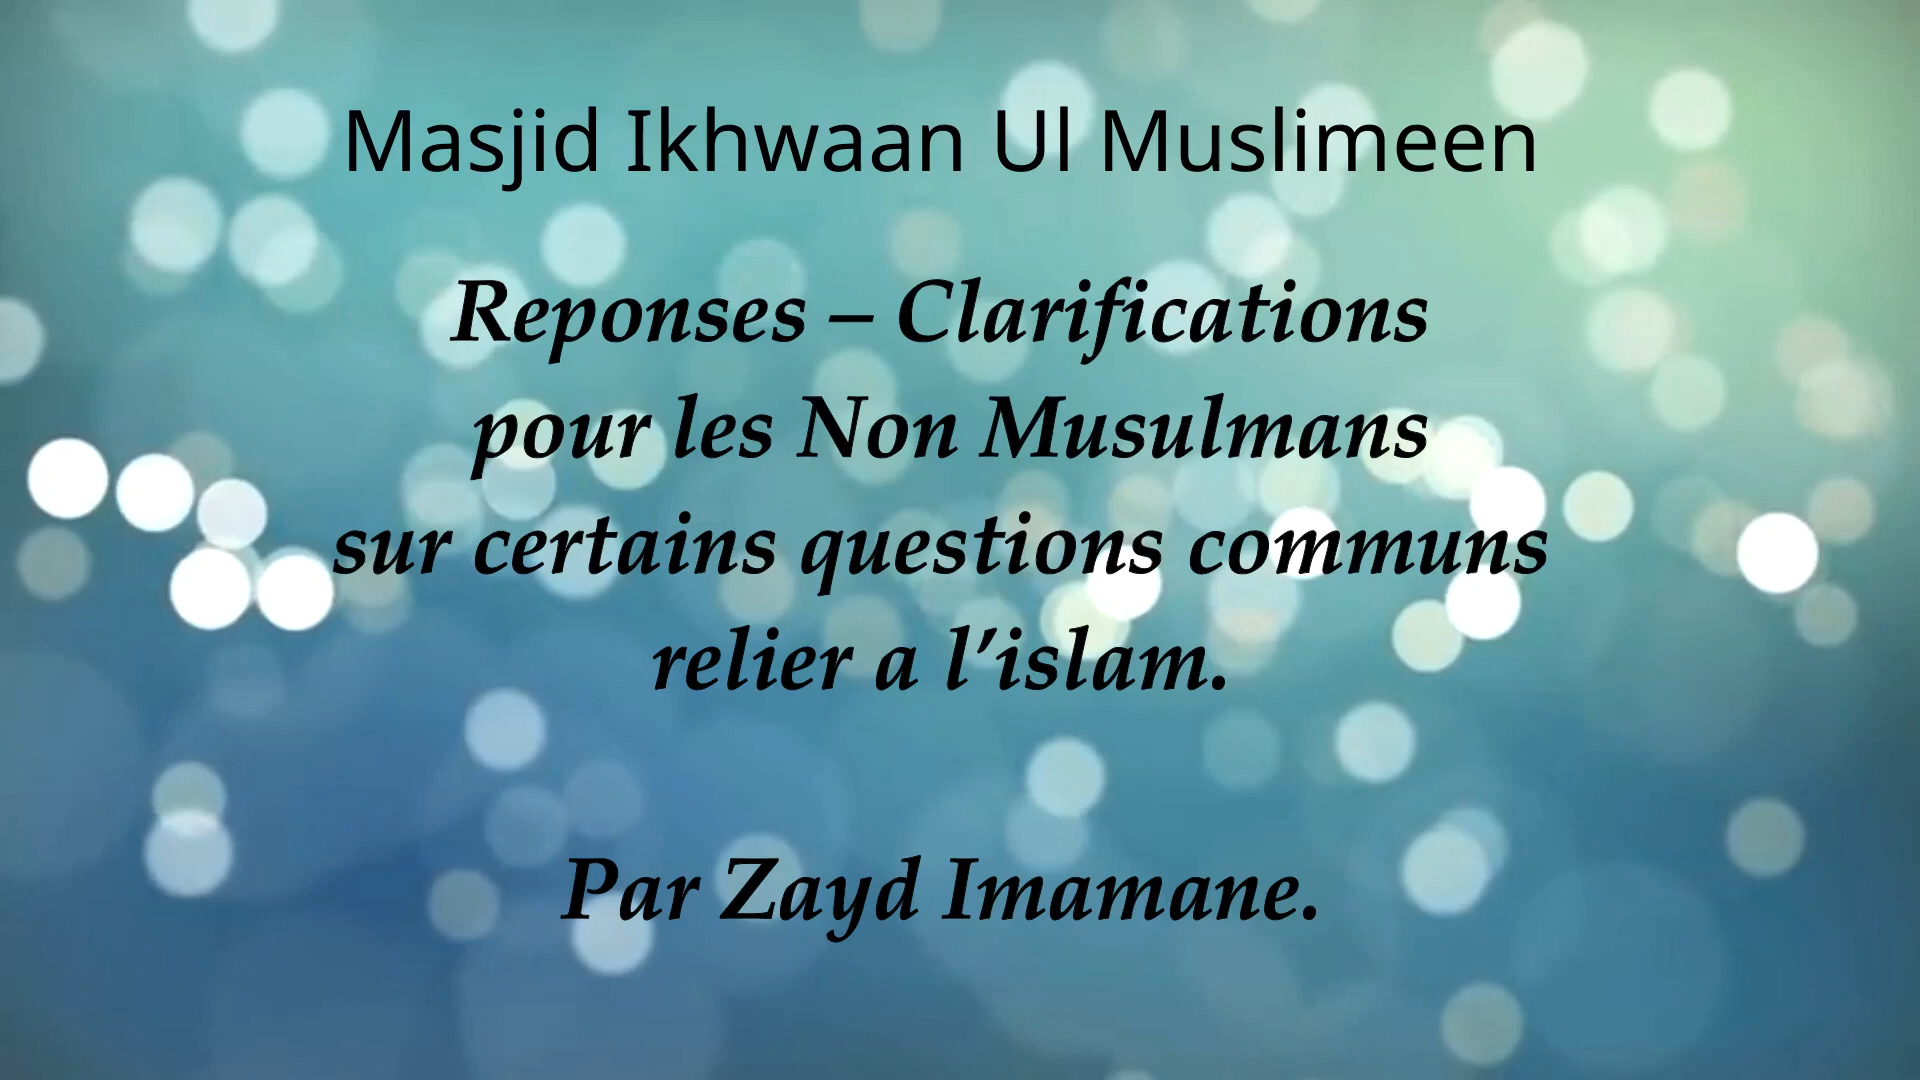 Masjid Ikhwaan Ul Muslimeen
Reponses – Clarifications
pour les Non Musulmans
sur certains questions communs
relier a l’islam.
Par Zayd Imamane.